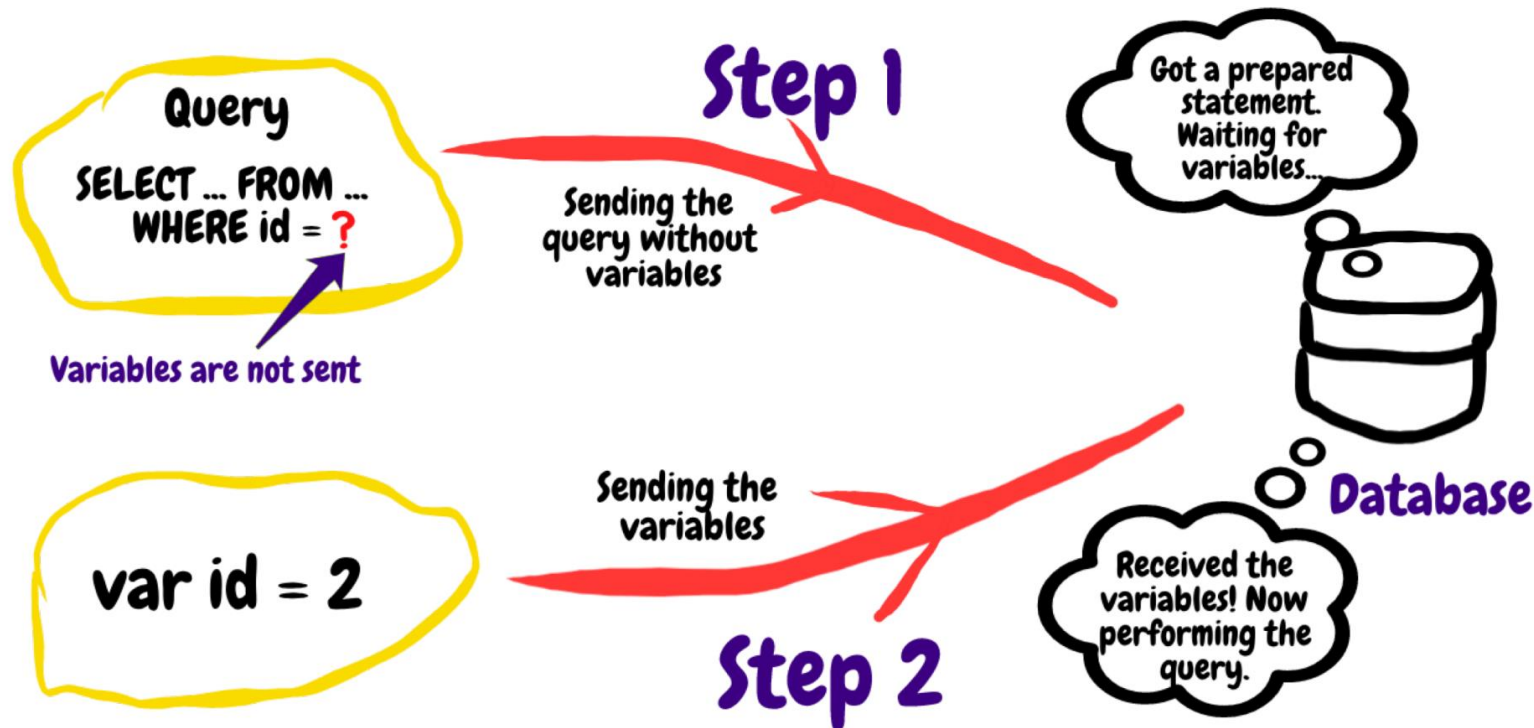 Query
SELECT ... FROM ...
WHERE id = ?
Variables are not sent
Step 1
Sending the
query without
variables
Got a prepared
statement.
Waiting for
variables...
var id = 2
Sending the
variables
Step 2
Database
Received the
variables! Now
performing the
query.